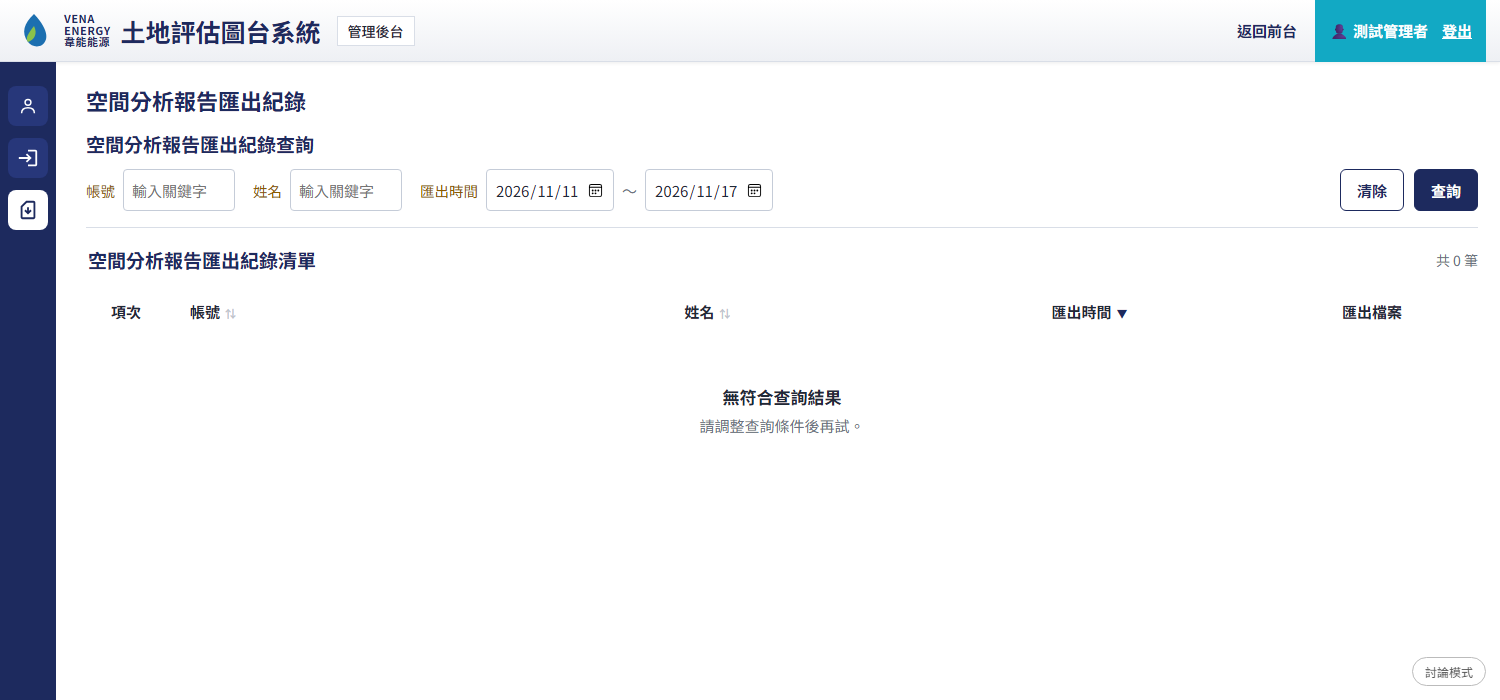 VENA
ENERGY
韋能能源
土地評估圖台系統
管理後台
返回前台
測試管理者 登出
空間分析報告匯出紀錄
空間分析報告匯出紀錄查詢
帳號 輸入關鍵字 姓名 輸入關鍵字 匯出時間 2026/11/11 ～ 2026/11/17 清除 查詢
空間分析報告匯出紀錄清單 共 0 筆
項次 帳號 姓名 匯出時間 ▼ 匯出檔案
無符合查詢結果
請調整查詢條件後再試。
討論模式